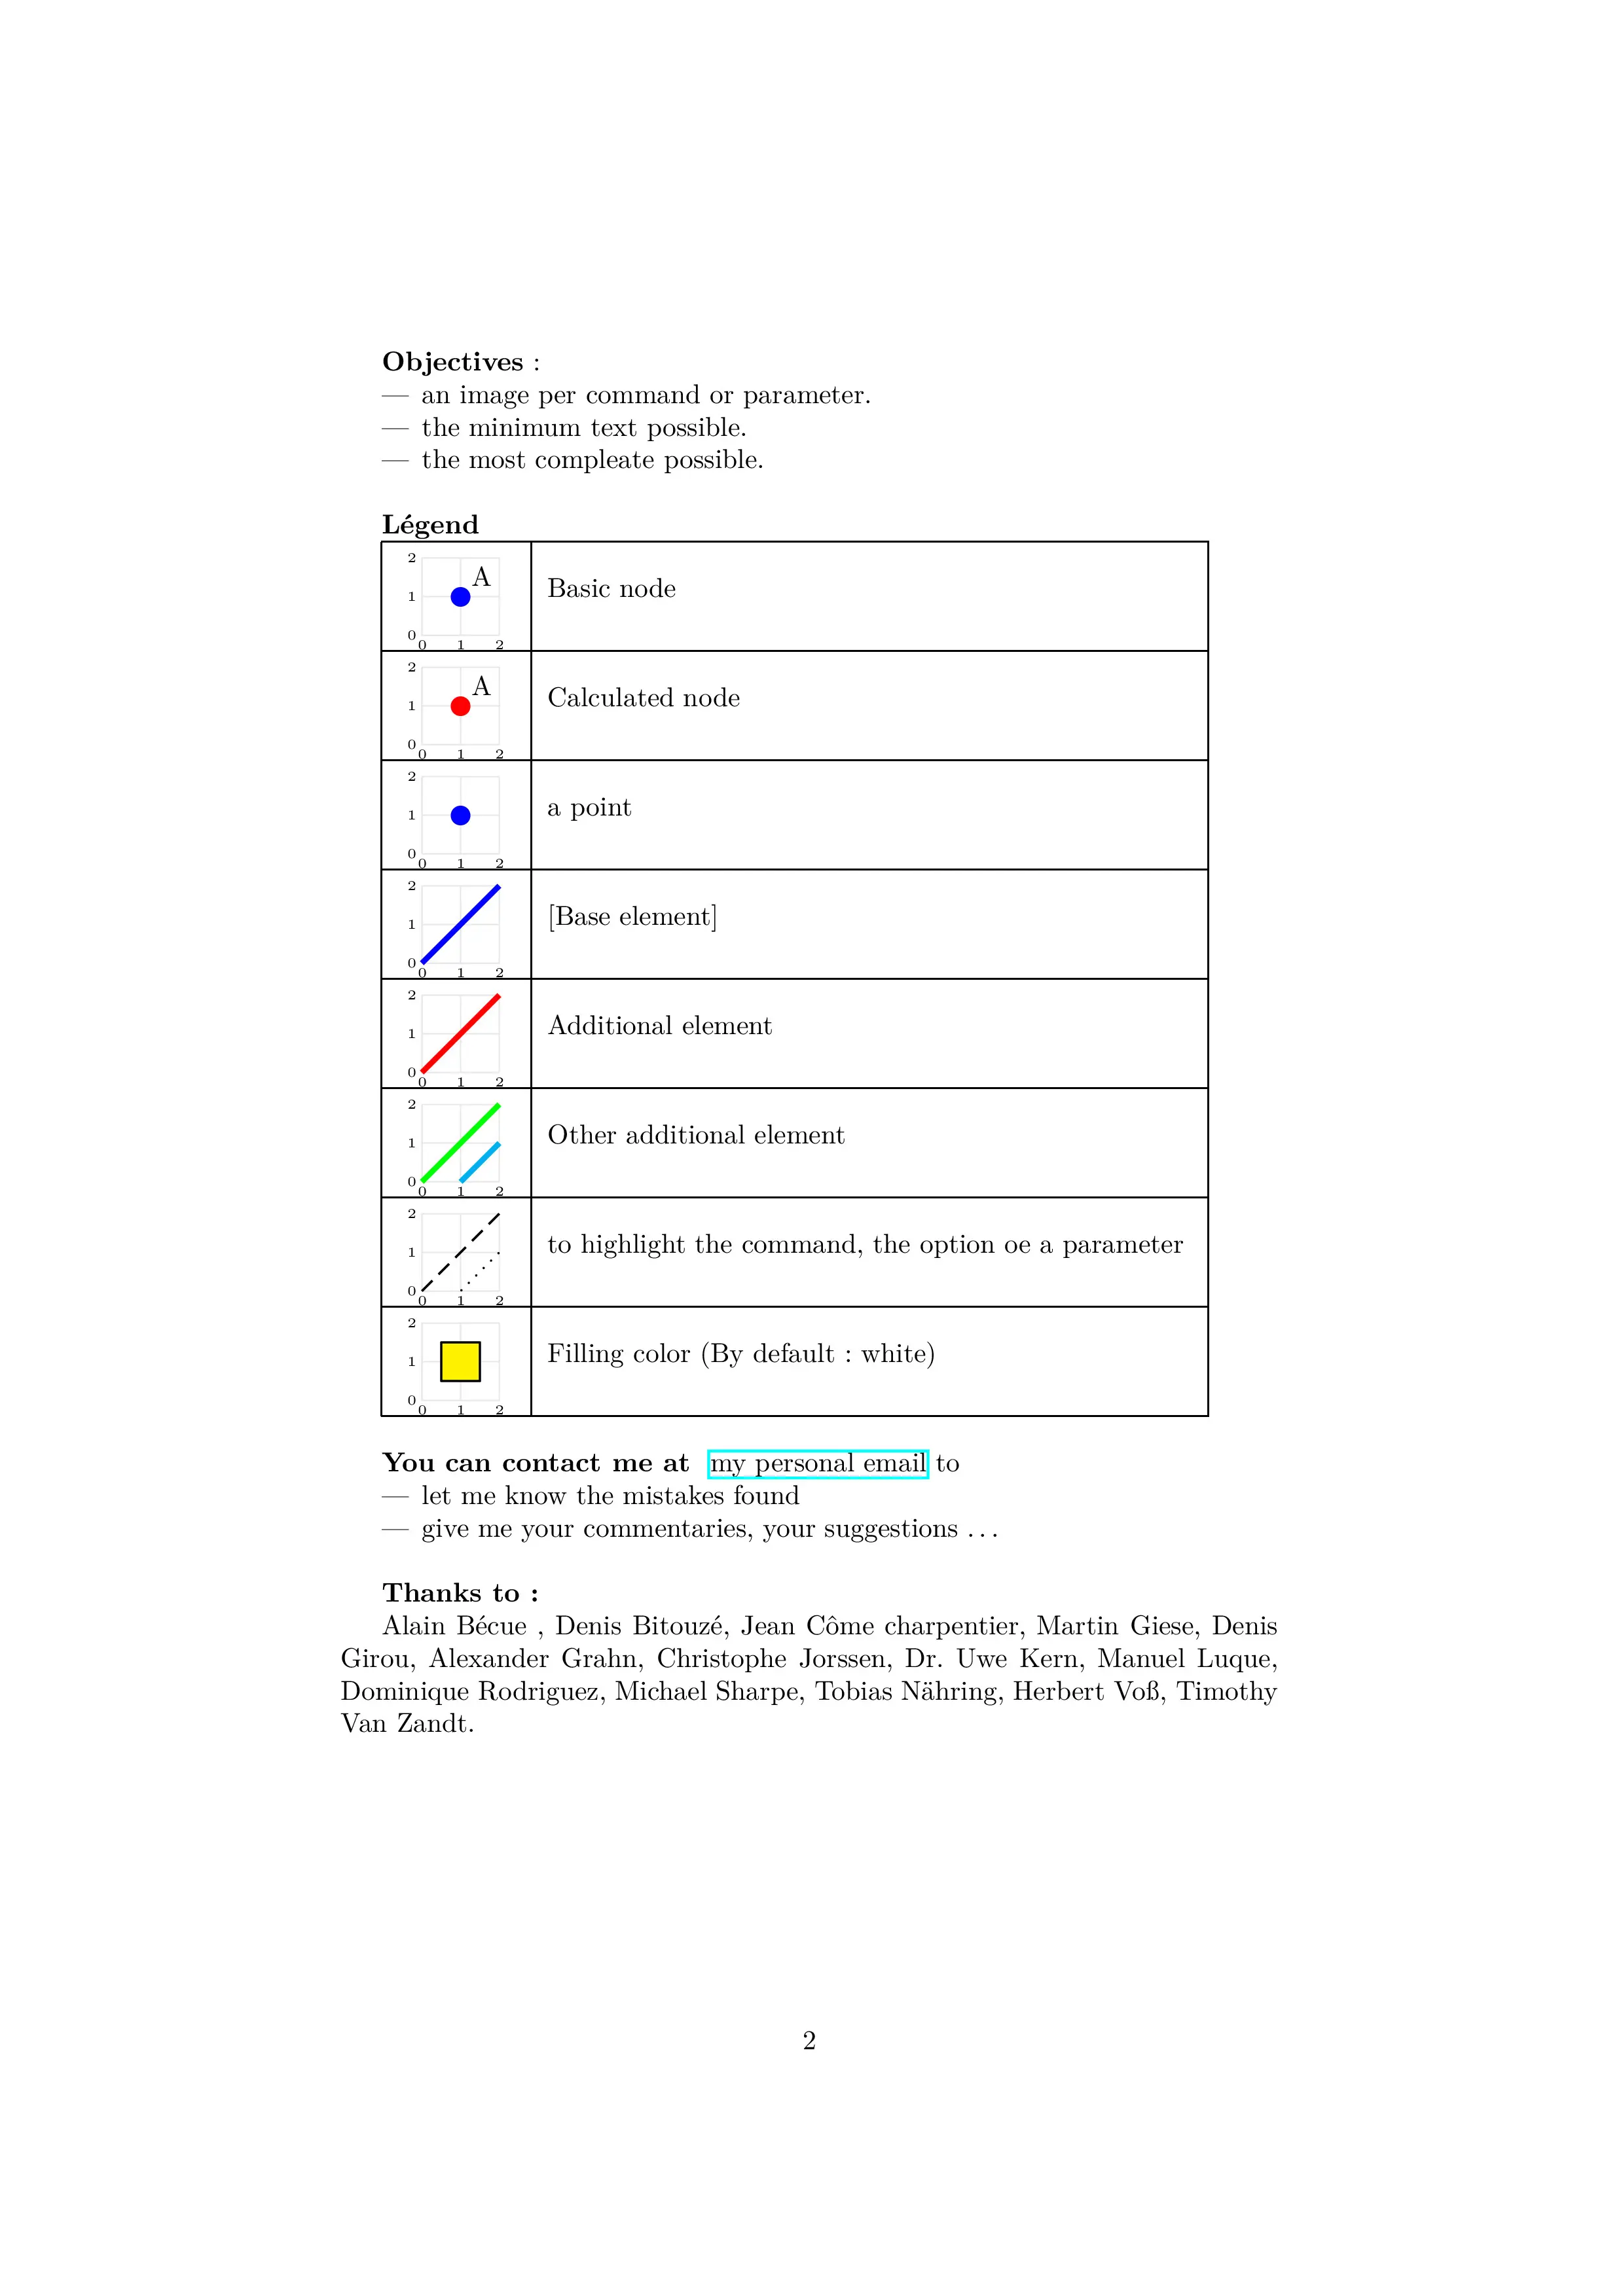 Objectives :
— an image per command or parameter.
— the minimum text possible.
— the most compleate possible.
Légend
2
A
1
Basic node
0
0 1 2
2
A
1
Calculated node
0
0 1 2
2
1
a point
0
0 1 2
2
1
[Base element]
0
0 1 2
2
1
Additional element
0
0 1 2
2
1
Other additional element
0
0 1 2
2
1
to highlight the command, the option oe a parameter
0
0 1 2
2
1
Filling color (By default : white)
0
0 1 2
You can contact me at my personal email to
— let me know the mistakes found
— give me your commentaries, your suggestions ...
Thanks to :
Alain Bécue , Denis Bitouzé, Jean Côme charpentier, Martin Giese, Denis
Girou, Alexander Grahn, Christophe Jorssen, Dr. Uwe Kern, Manuel Luque,
Dominique Rodriguez, Michael Sharpe, Tobias Nähring, Herbert Voß, Timothy
Van Zandt.
2